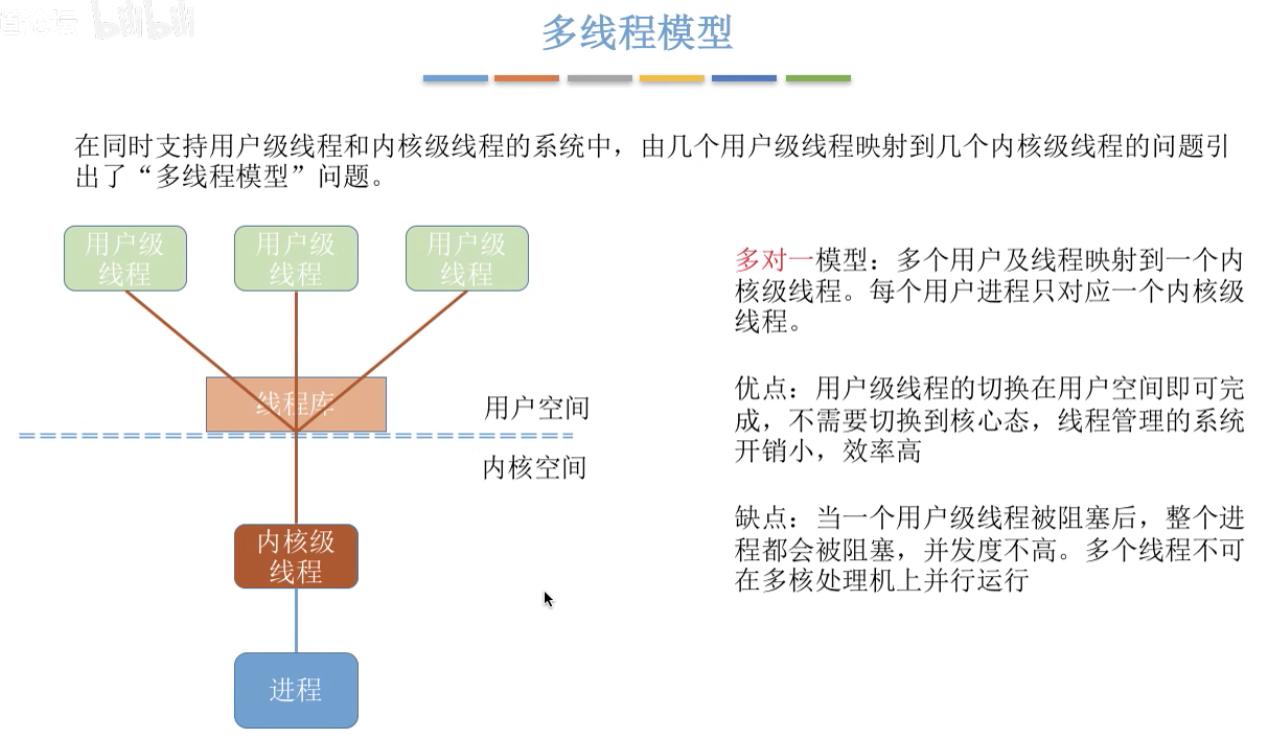 bilibili
多线程模型
在同时支持用户级线程和内核级线程的系统中，由几个用户级线程映射到几个内核级线程的问题引
出了“多线程模型”问题。
用户级
线程
用户级
线程
用户级
线程
线程库
用户空间
内核空间
内核级
线程
进程
多对一模型：多个用户及线程映射到一个内
核级线程。每个用户进程只对应一个内核级
线程。
优点：用户级线程的切换在用户空间即可完
成，不需要切换到核心态，线程管理的系统
开销小，效率高
缺点：当一个用户级线程被阻塞后，整个进
程都会被阻塞，并发度不高。多个线程不可
在多核处理机上并行运行